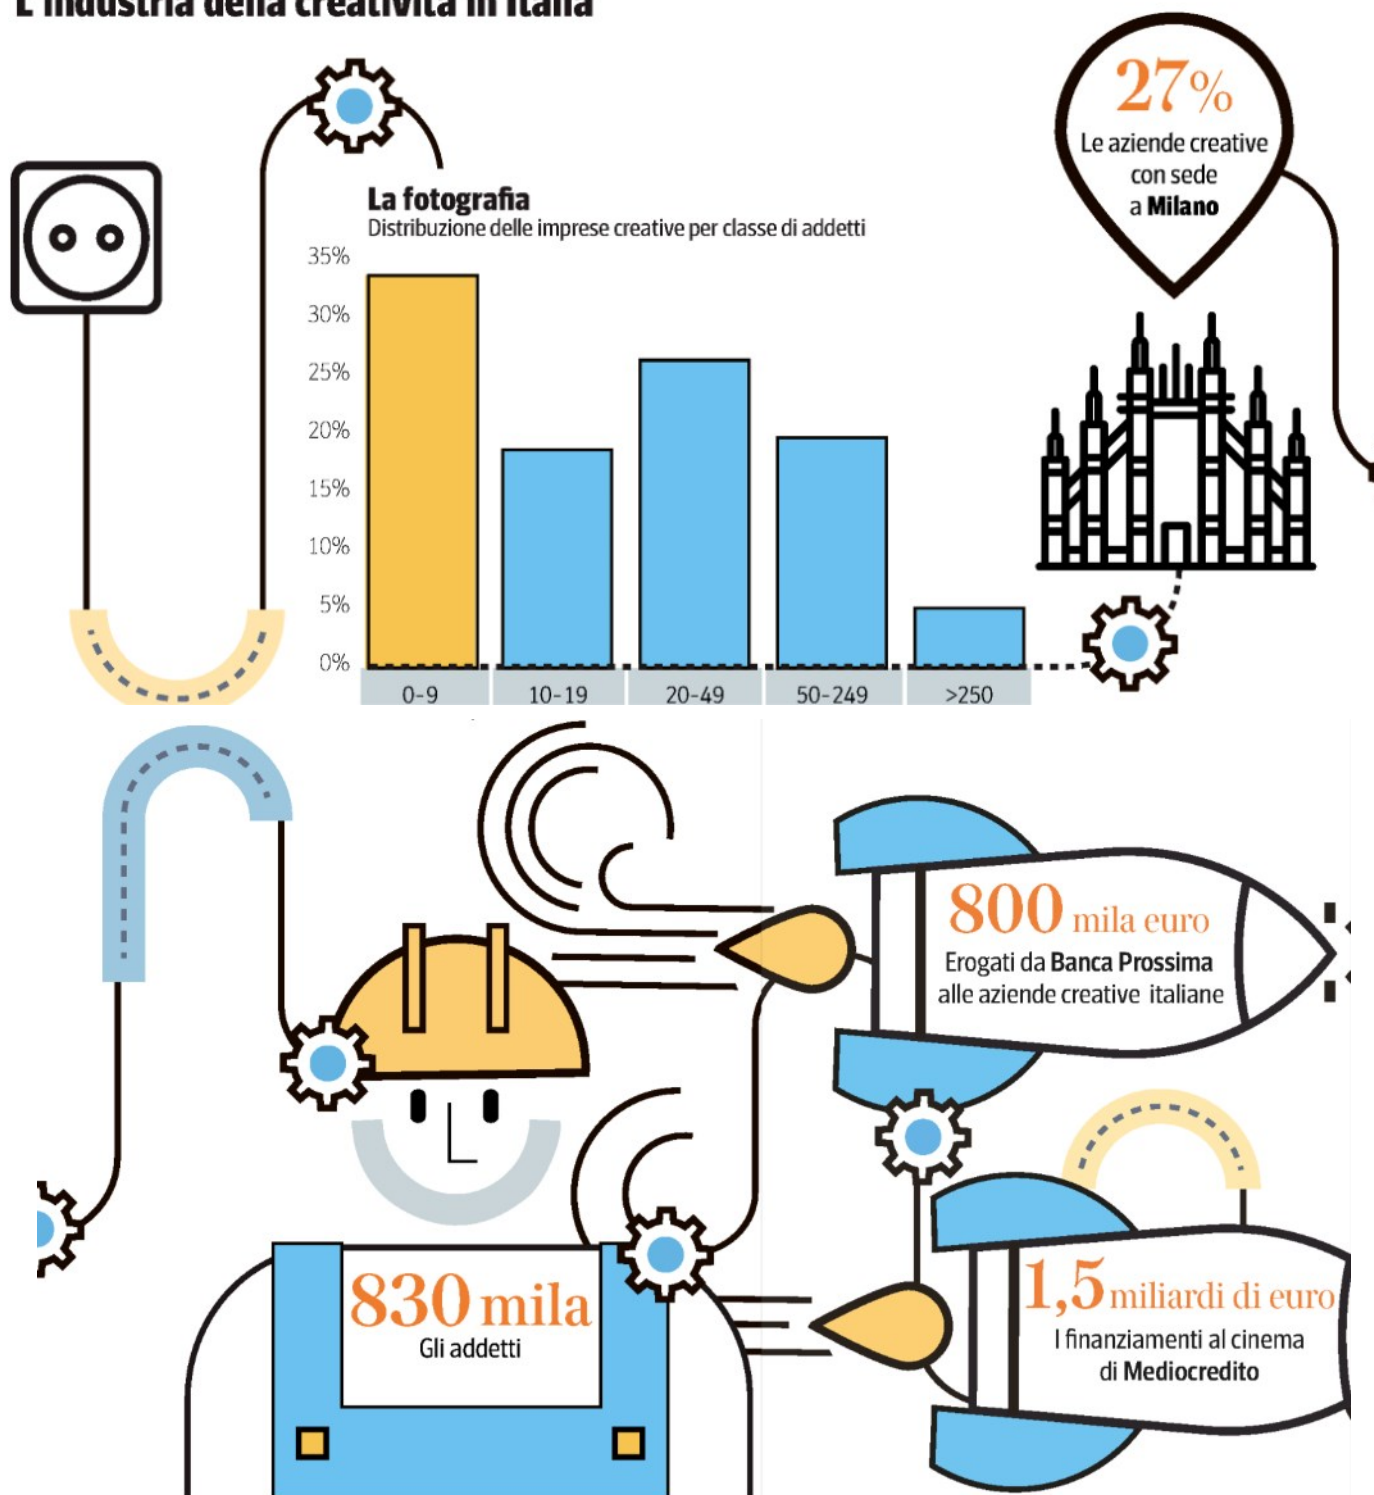 L'industria della creatività in Italia
27%
Le aziende creative
con sede
a Milano
La fotografia
Distribuzione delle imprese creative per classe di addetti
35%
30%
25%
20%
15%
10%
5%
0%
0-9
10-19
20-49
50-249
>250
800 mila euro
Erogati da Banca Prossima
alle aziende creative italiane
830 mila
Gli addetti
1,5 miliardi di euro
I finanziamenti al cinema
di Mediocredito